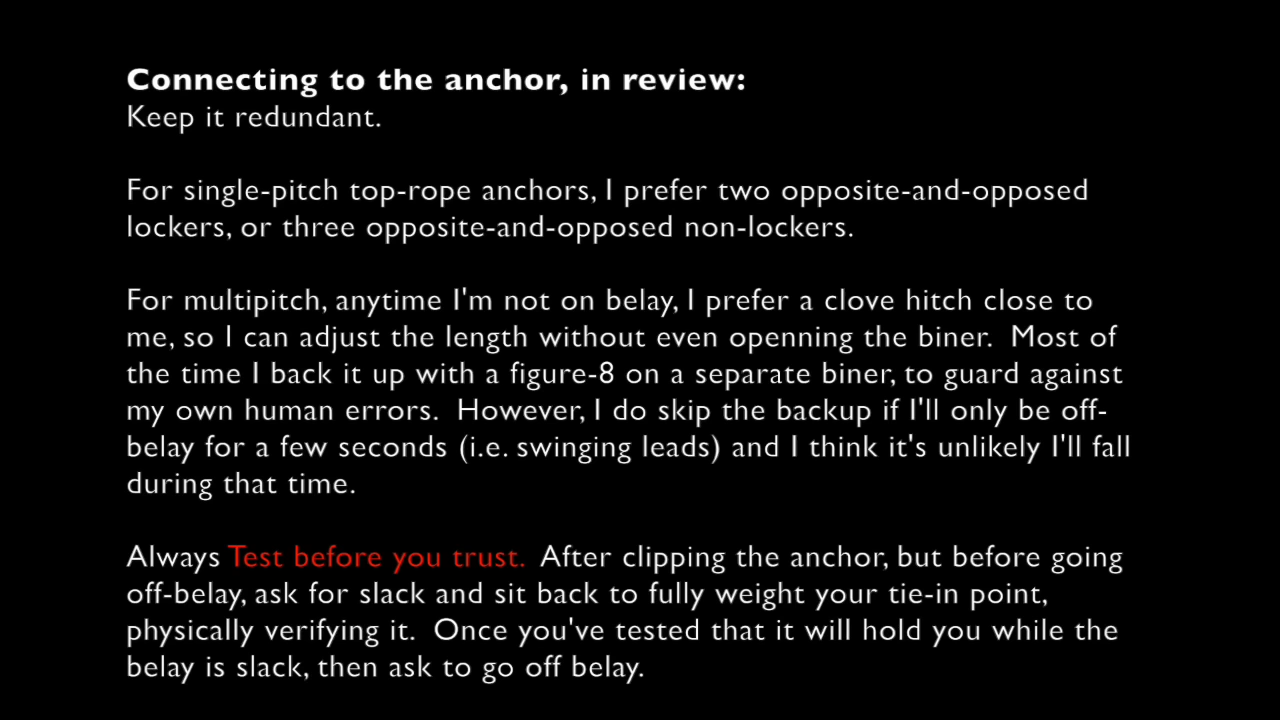 Connecting to the anchor, in review:
Keep it redundant.
For single-pitch top-rope anchors, I prefer two opposite-and-opposed
lockers, or three opposite-and-opposed non-lockers.
For multipitch, anytime I'm not on belay, I prefer a clove hitch close to
me, so I can adjust the length without even openning the biner.  Most of
the time I back it up with a figure-8 on a separate biner, to guard against
my own human errors.  However, I do skip the backup if I'll only be off-
belay for a few seconds (i.e. swinging leads) and I think it's unlikely I'll fall
during that time.
Always Test before you trust.  After clipping the anchor, but before going
off-belay, ask for slack and sit back to fully weight your tie-in point,
physically verifying it.  Once you've tested that it will hold you while the
belay is slack, then ask to go off belay.